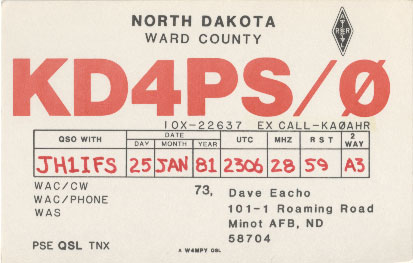 NORTH DAKOTA
WARD COUNTY
ARRL
KD4PS/Ø
IOX-22637 EX CALL-KAØAHR
QSO WITH DATE UTC MHZ R S T 2 WAY
DAY MONTH YEAR
JH1IFS 25 JAN 81 2306 28 59 A3
WAC/CW 73, Dave Eacho
WAC/PHONE 101-1 Roaming Road
WAS Minot AFB, ND
58704
PSE QSL TNX
A W4MPY QSL